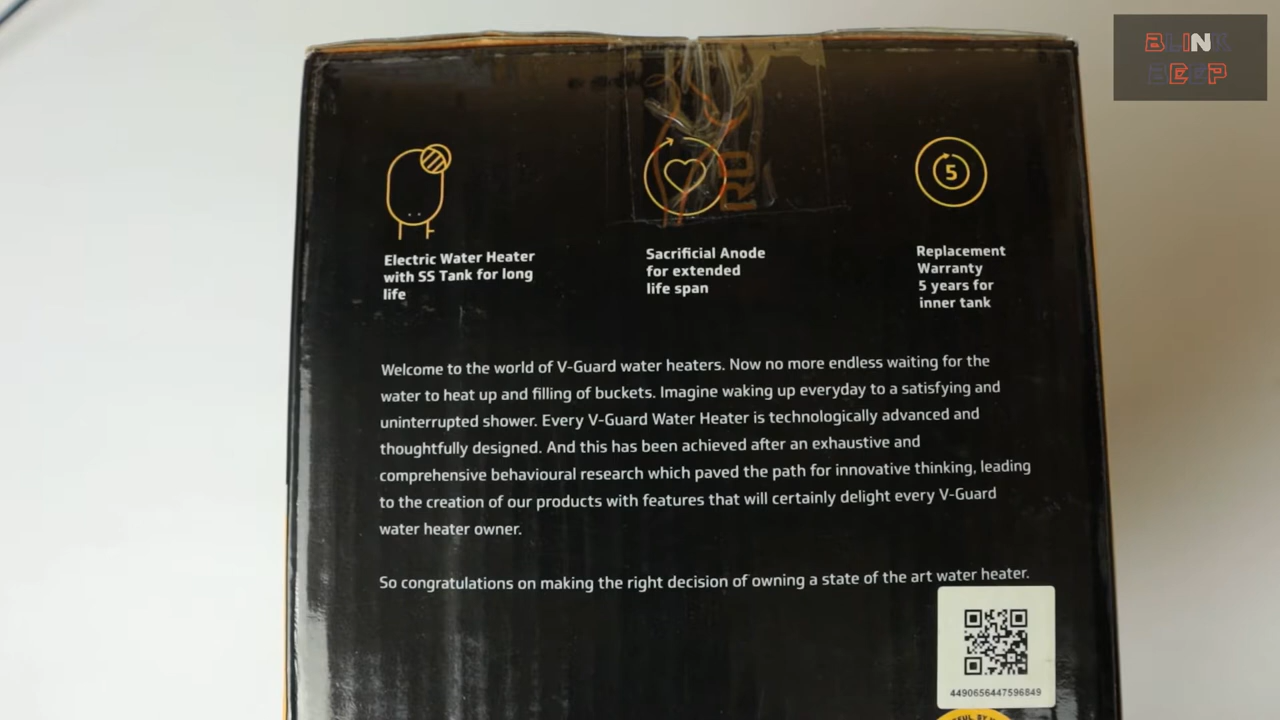 BLINK
BEEP
5
RO
Electric Water Heater
with SS Tank for long
life
Sacrificial Anode
for extended
life span
Replacement
Warranty
5 years for
inner tank
Welcome to the world of V-Guard water heaters. Now no more endless waiting for the
water to heat up and filling of buckets. Imagine waking up everyday to a satisfying and
uninterrupted shower. Every V-Guard Water Heater is technologically advanced and
thoughtfully designed. And this has been achieved after an exhaustive and
comprehensive behavioural research which paved the path for innovative thinking, leading
to the creation of our products with features that will certainly delight every V-Guard
water heater owner.
So congratulations on making the right decision of owning a state of the art water heater.
4490656447596849